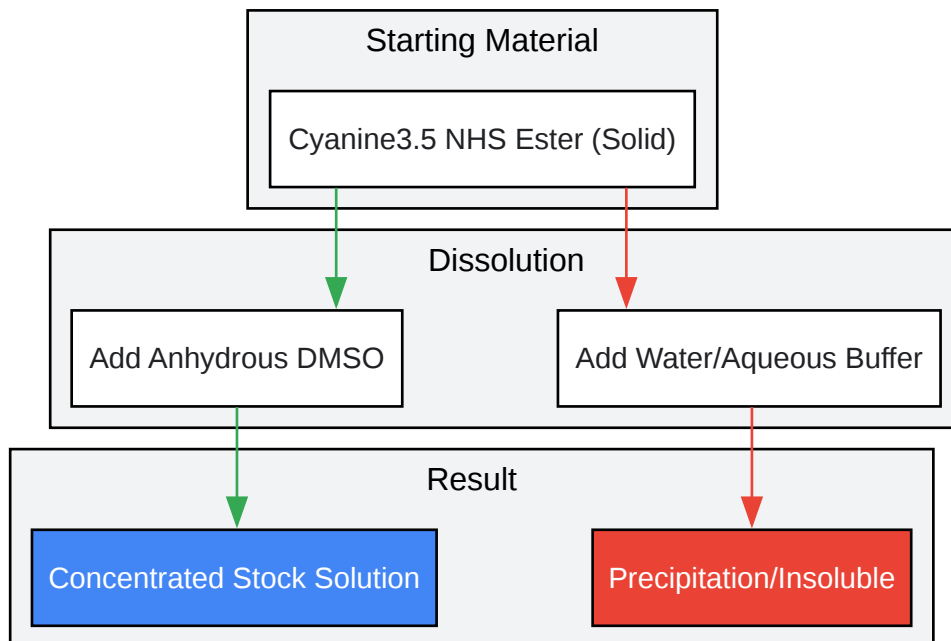 Starting Material
Cyanine3.5 NHS Ester (Solid)
Dissolution
Add Anhydrous DMSO
Add Water/Aqueous Buffer
Result
Concentrated Stock Solution
Precipitation/Insoluble